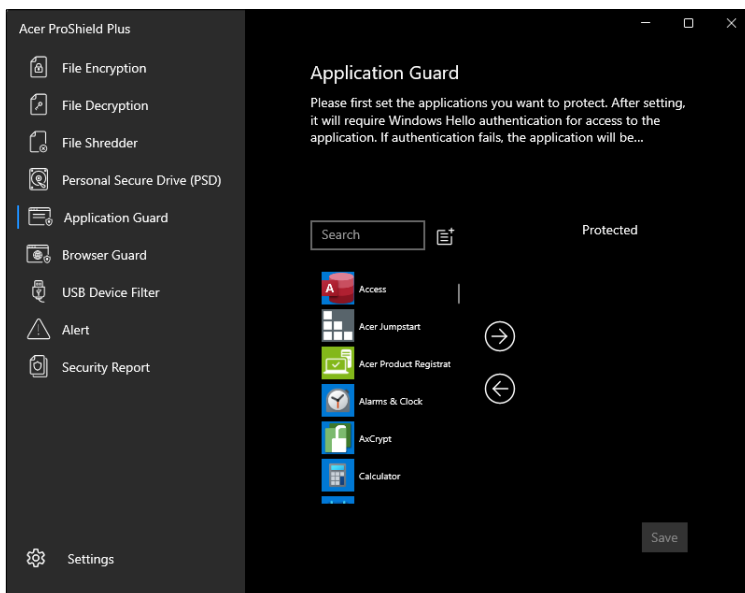 Acer ProShield Plus
File Encryption
File Decryption
File Shredder
Personal Secure Drive (PSD)
Application Guard
Browser Guard
USB Device Filter
Alert
Security Report
Settings
Application Guard
Please first set the applications you want to protect. After setting,
it will require Windows Hello authentication for access to the
application. If authentication fails, the application will be...
Search
Protected
A
Access
Acer Jumpstart
Acer Product Registrat
Alarms & Clock
AxCrypt
Calculator
Save